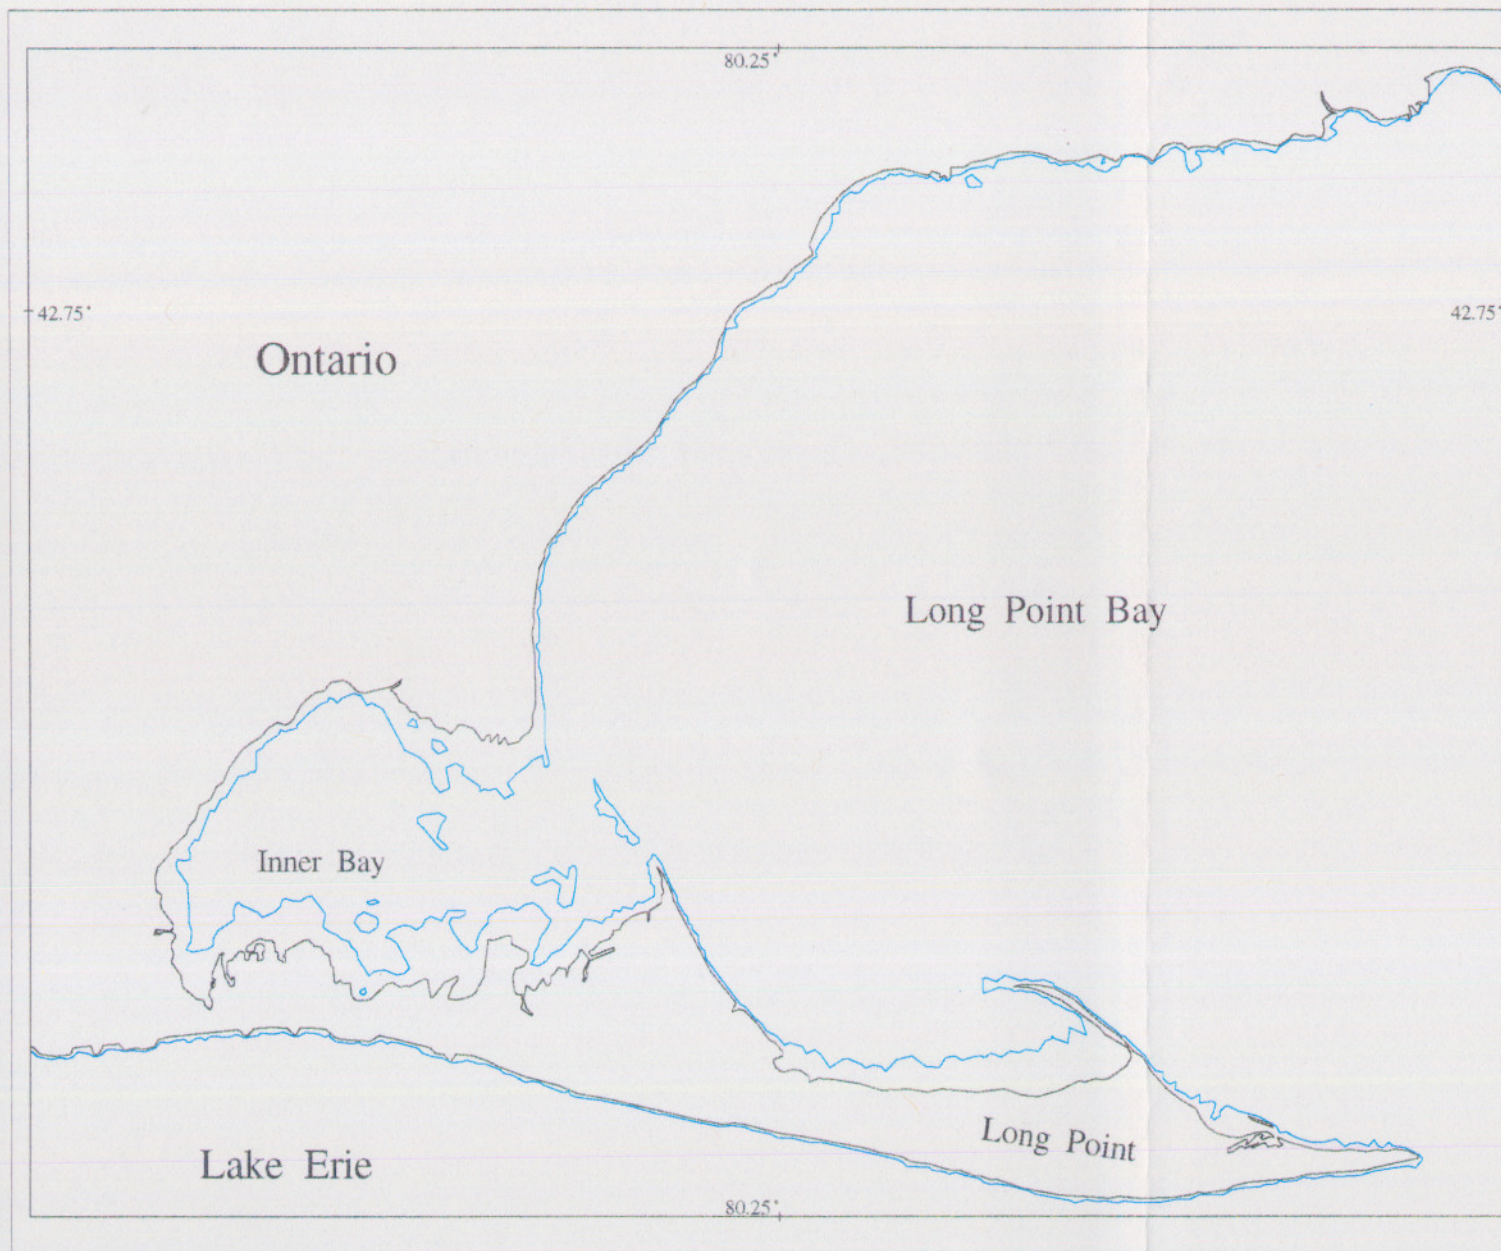 80.25°
42.75°
42.75°
Ontario
Long Point Bay
Inner Bay
Long Point
Lake Erie
80.25°